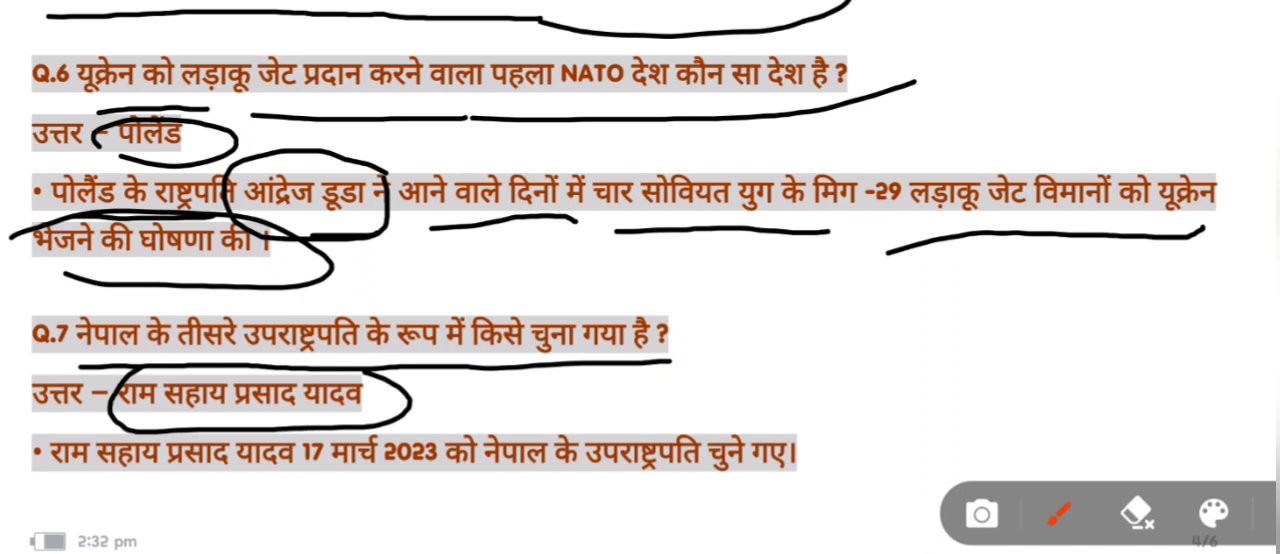 Q.6 यूक्रेन को लड़ाकू जेट प्रदान करने वाला पहला NATO देश कौन सा देश है ?
उत्तर – पोलैंड
• पोलैंड के राष्ट्रपति आंद्रेज डूडा ने आने वाले दिनों में चार सोवियत युग के मिग -29 लड़ाकू जेट विमानों को यूक्रेन
भेजने की घोषणा की ।
Q.7 नेपाल के तीसरे उपराष्ट्रपति के रूप में किसे चुना गया है ?
उत्तर – राम सहाय प्रसाद यादव
• राम सहाय प्रसाद यादव 17 मार्च 2023 को नेपाल के उपराष्ट्रपति चुने गए।
2:32 pm
4/6